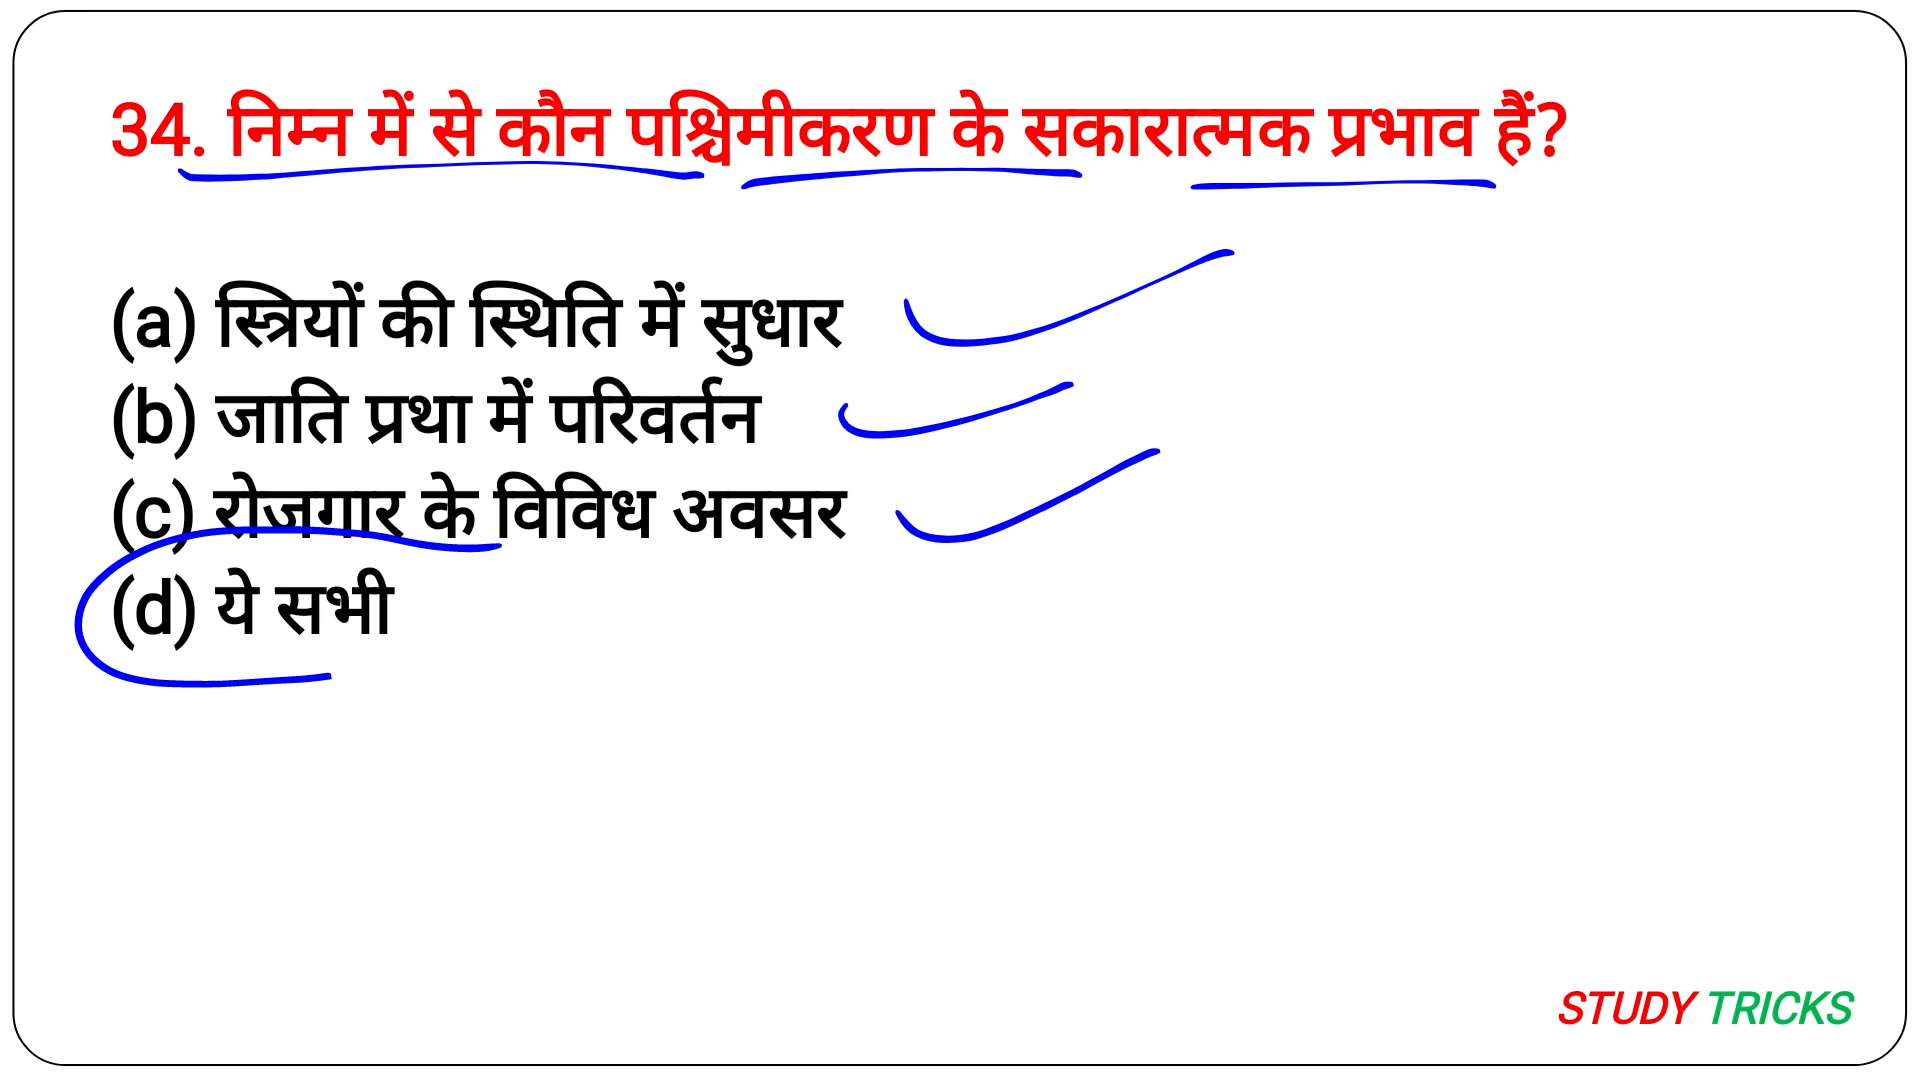 34. निम्न में से कौन पश्चिमीकरण के सकारात्मक प्रभाव हैं?
(a) स्त्रियों की स्थिति में सुधार
(b) जाति प्रथा में परिवर्तन
(c) रोजगार के विविध अवसर
(d) ये सभी
STUDY TRICKS